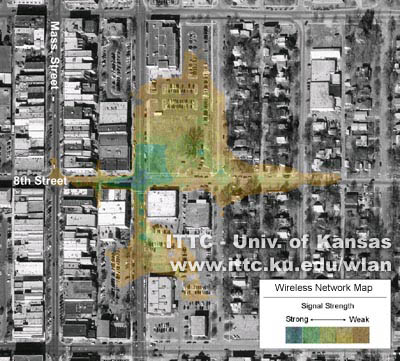 Mass. Street
8th Street
ITTC - Univ. of Kansas
www.ittc.ku.edu/wlan
Wireless Network Map
Signal Strength
Strong Weak